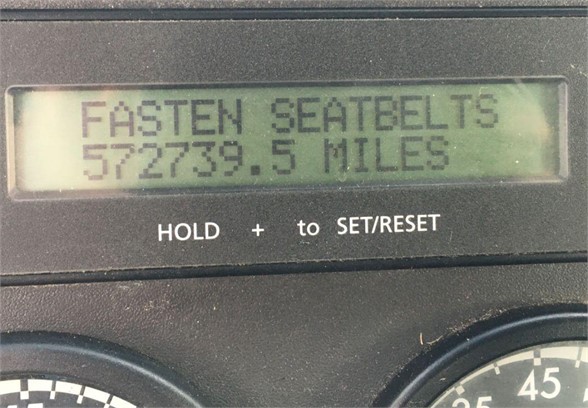 FASTEN SEATBELTS
572739.5 MILES
HOLD + to SET/RESET
45